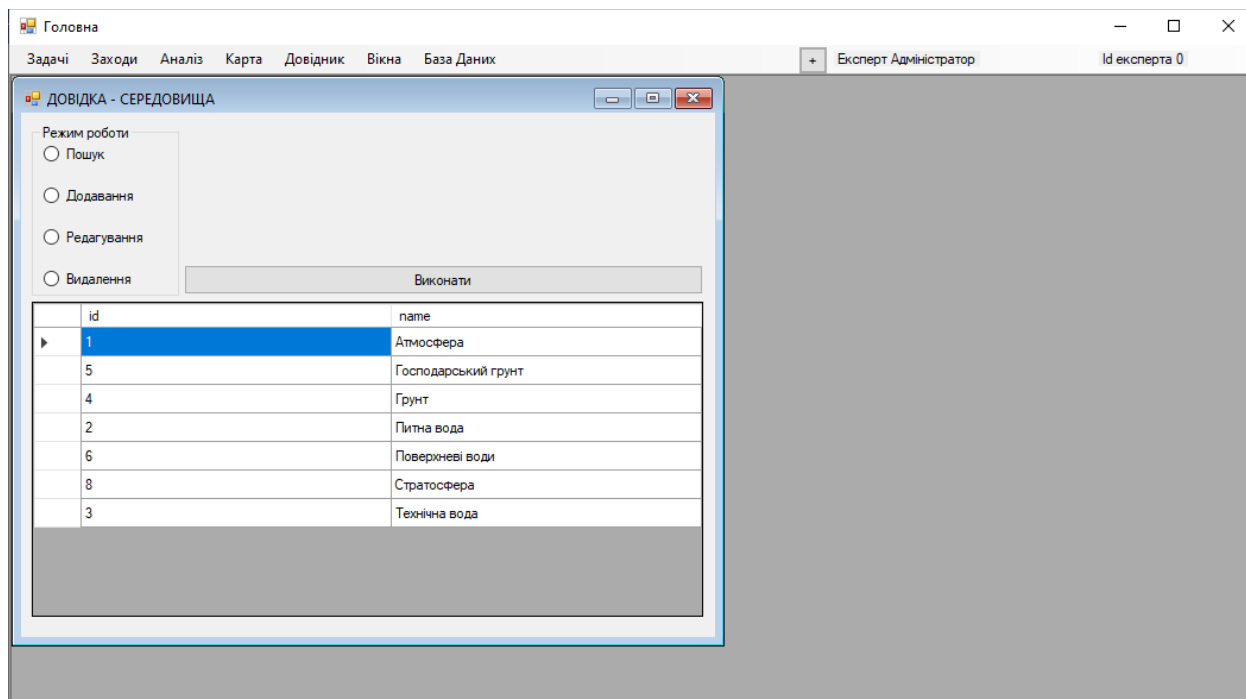 Головна
Задачі Заходи Аналіз Карта Довідник Вікна База Даних + Експерт Адміністратор Id експерта 0
ДОВІДКА - СЕРЕДОВИЩА
Режим роботи
Пошук
Додавання
Редагування
Видалення Виконати
id name
1 Атмосфера
5 Господарський грунт
4 Грунт
2 Питна вода
6 Поверхневі води
8 Стратосфера
3 Технічна вода